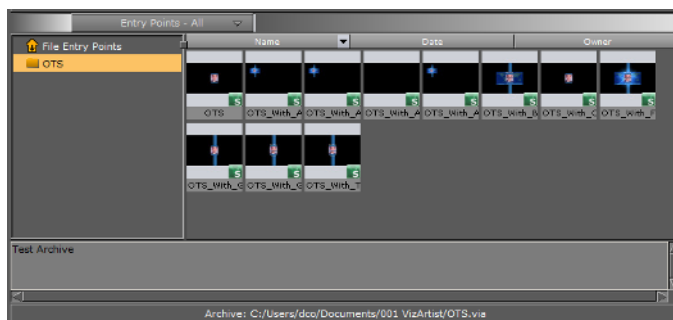 Entry Points - All
File Entry Points
OTS
Name Date Owner
S S S S S S S S
OTS OTS_With_A OTS_With_A OTS_With_A OTS_With_A OTS_With_B OTS_With_C OTS_With_F
S S S
OTS_With_G OTS_With_G OTS_With_T
Test Archive
Archive: C:/Users/dco/Documents/001 VizArtist/OTS.via